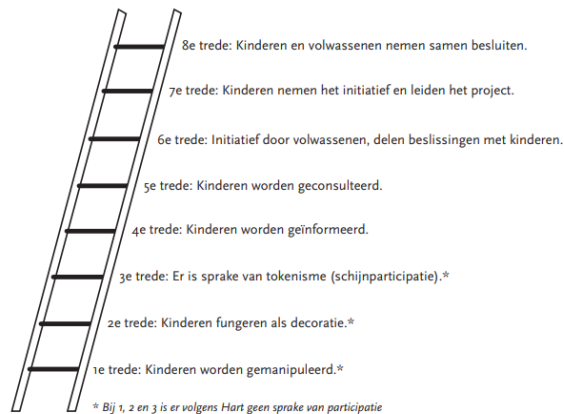 8e trede: Kinderen en volwassenen nemen samen besluiten.
7e trede: Kinderen nemen het initiatief en leiden het project.
6e trede: Initiatief door volwassenen, delen beslissingen met kinderen.
5e trede: Kinderen worden geconsulteerd.
4e trede: Kinderen worden geïnformeerd.
3e trede: Er is sprake van tokenisme (schijnparticipatie).*
2e trede: Kinderen fungeren als decoratie.*
1e trede: Kinderen worden gemanipuleerd.*
* Bij 1, 2 en 3 is er volgens Hart geen sprake van participatie